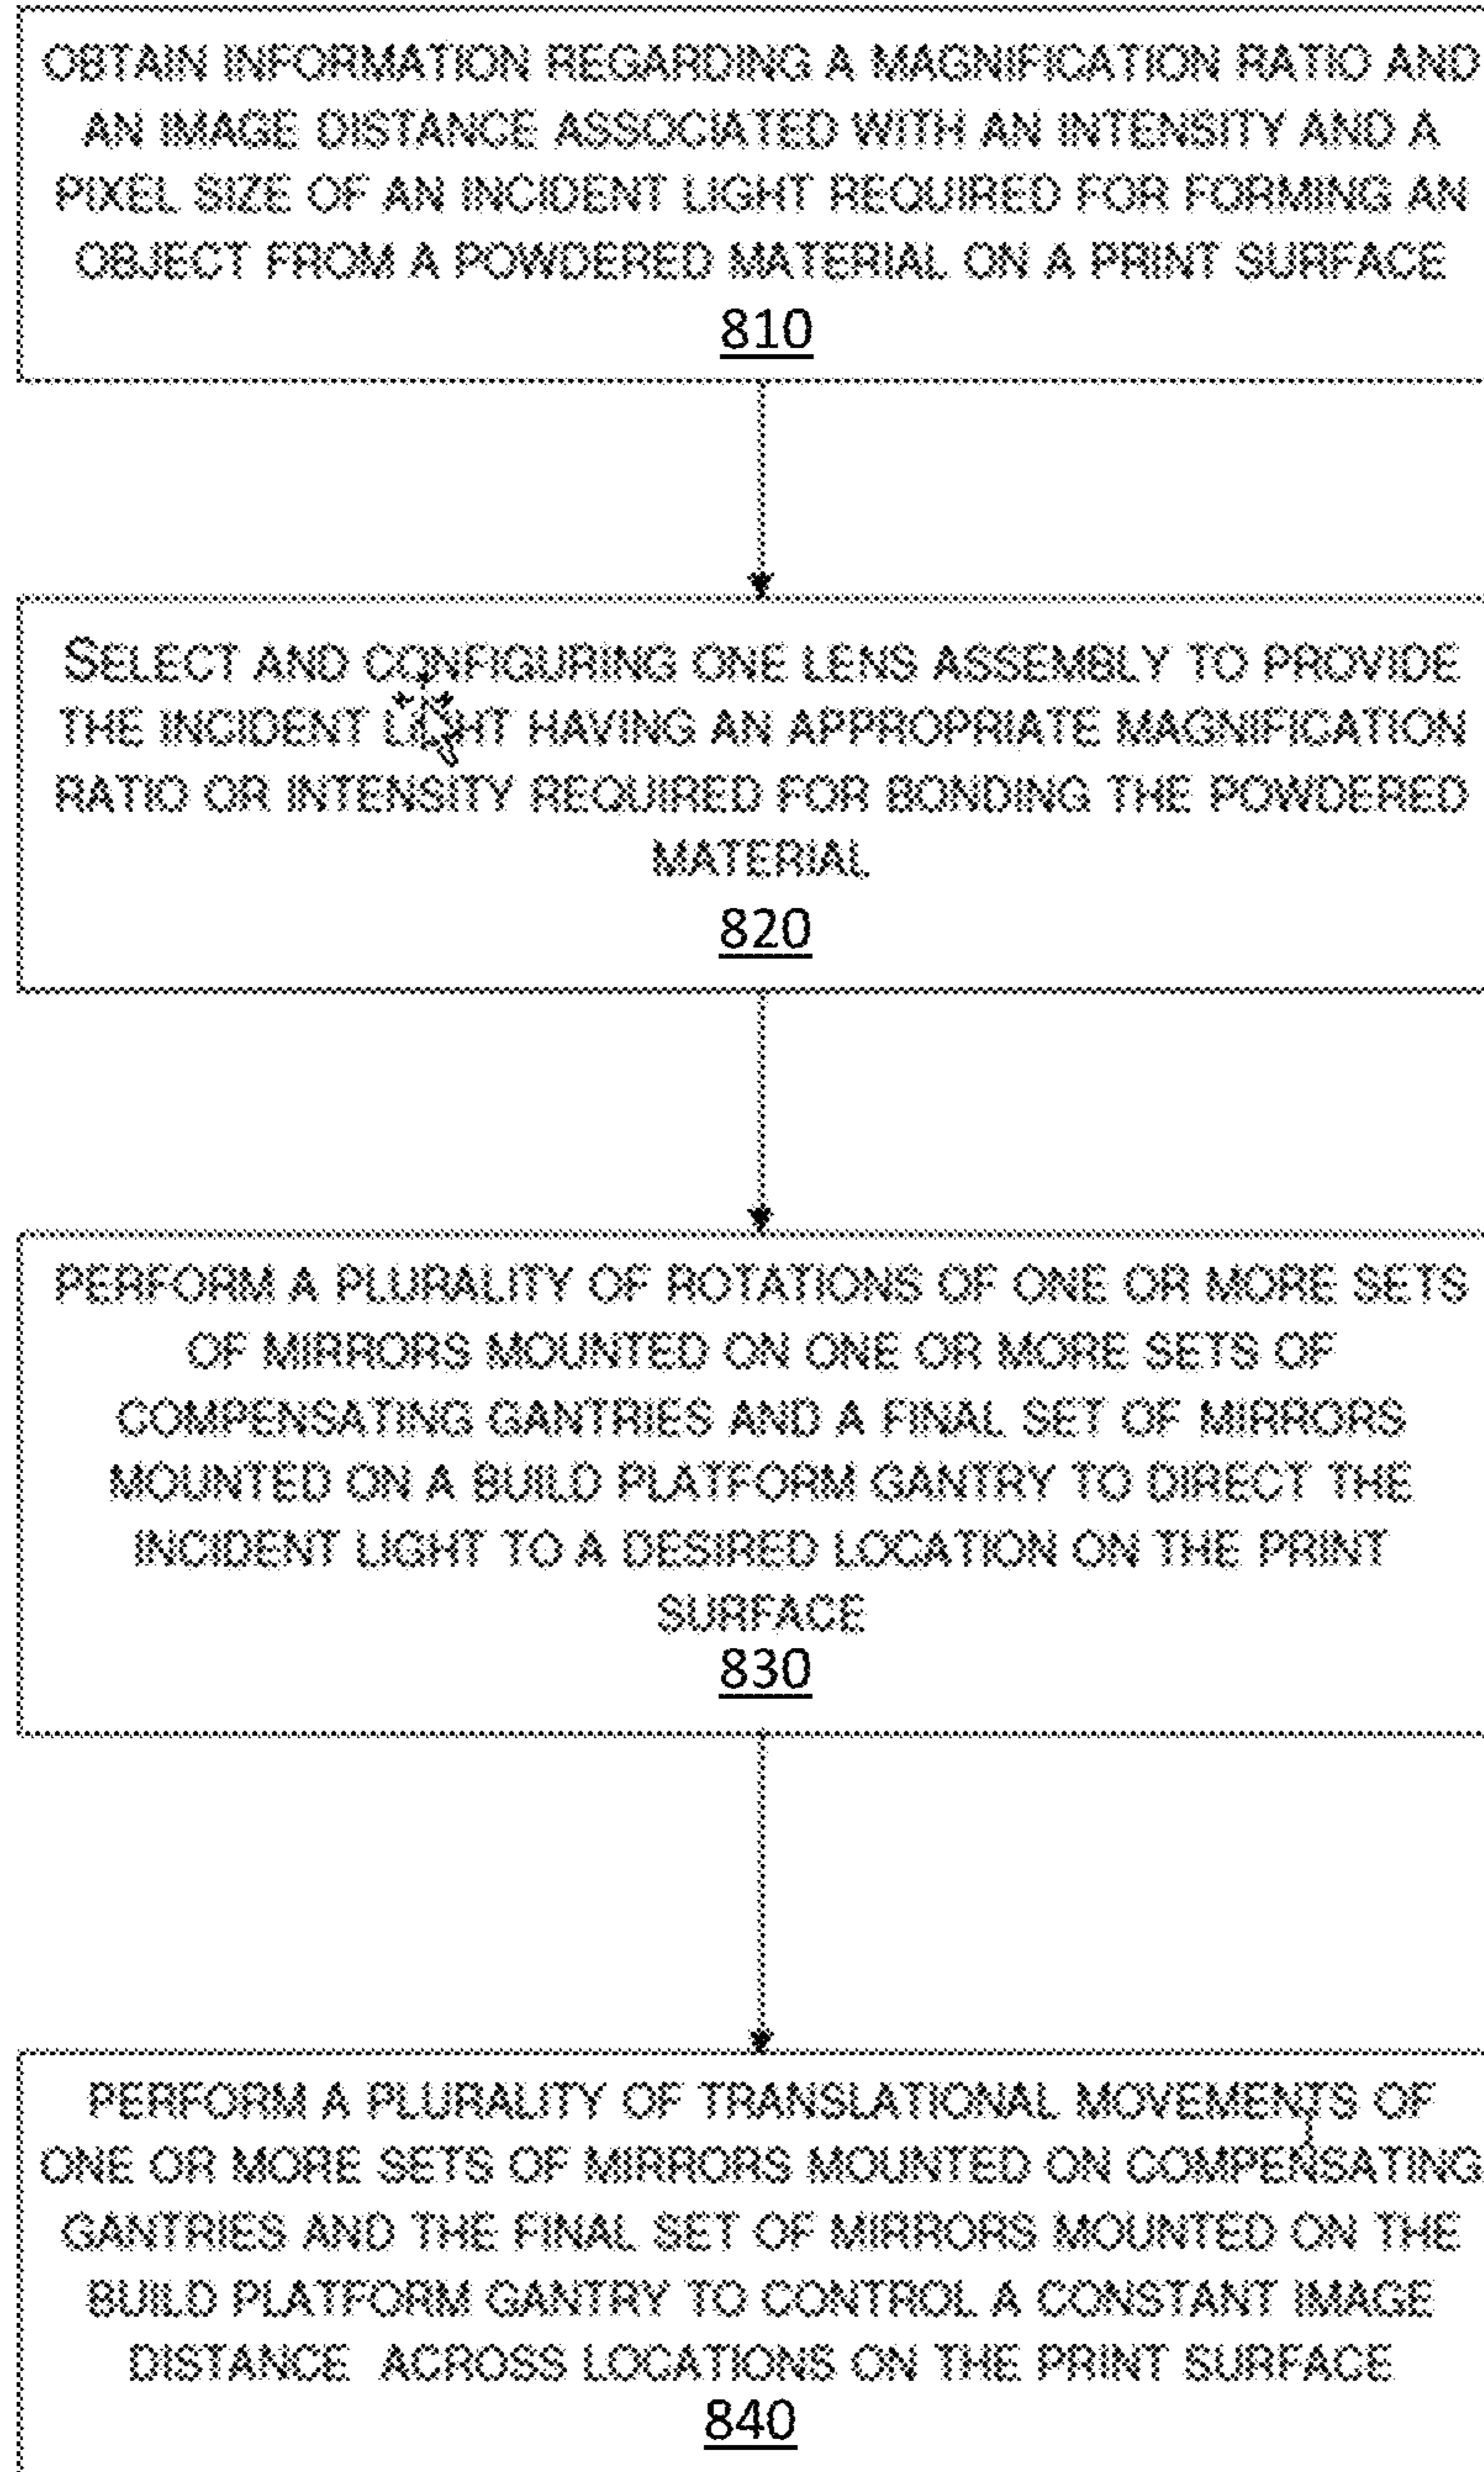 OBTAIN INFORMATION REGARDING A MAGNIFICATION RATIO AND
AN IMAGE DISTANCE ASSOCIATED WITH AN INTENSITY AND A
PIXEL SIZE OF AN INCIDENT LIGHT REQUIRED FOR FORMING AN
OBJECT FROM A POWDERED MATERIAL ON A PRINT SURFACE
810
SELECT AND CONFIGURING ONE LENS ASSEMBLY TO PROVIDE
THE INCIDENT LIGHT HAVING AN APPROPRIATE MAGNIFICATION
RATIO OR INTENSITY REQUIRED FOR BONDING THE POWDERED
MATERIAL
820
PERFORM A PLURALITY OF ROTATIONS OF ONE OR MORE SETS
OF MIRRORS MOUNTED ON ONE OR MORE SETS OF
COMPENSATING GANTRIES AND A FINAL SET OF MIRRORS
MOUNTED ON A BUILD PLATFORM GANTRY TO DIRECT THE
INCIDENT LIGHT TO A DESIRED LOCATION ON THE PRINT
SURFACE
830
PERFORM A PLURALITY OF TRANSLATIONAL MOVEMENTS OF
ONE OR MORE SETS OF MIRRORS MOUNTED ON COMPENSATING
GANTRIES AND THE FINAL SET OF MIRRORS MOUNTED ON THE
BUILD PLATFORM GANTRY TO CONTROL A CONSTANT IMAGE
DISTANCE ACROSS LOCATIONS ON THE PRINT SURFACE
840